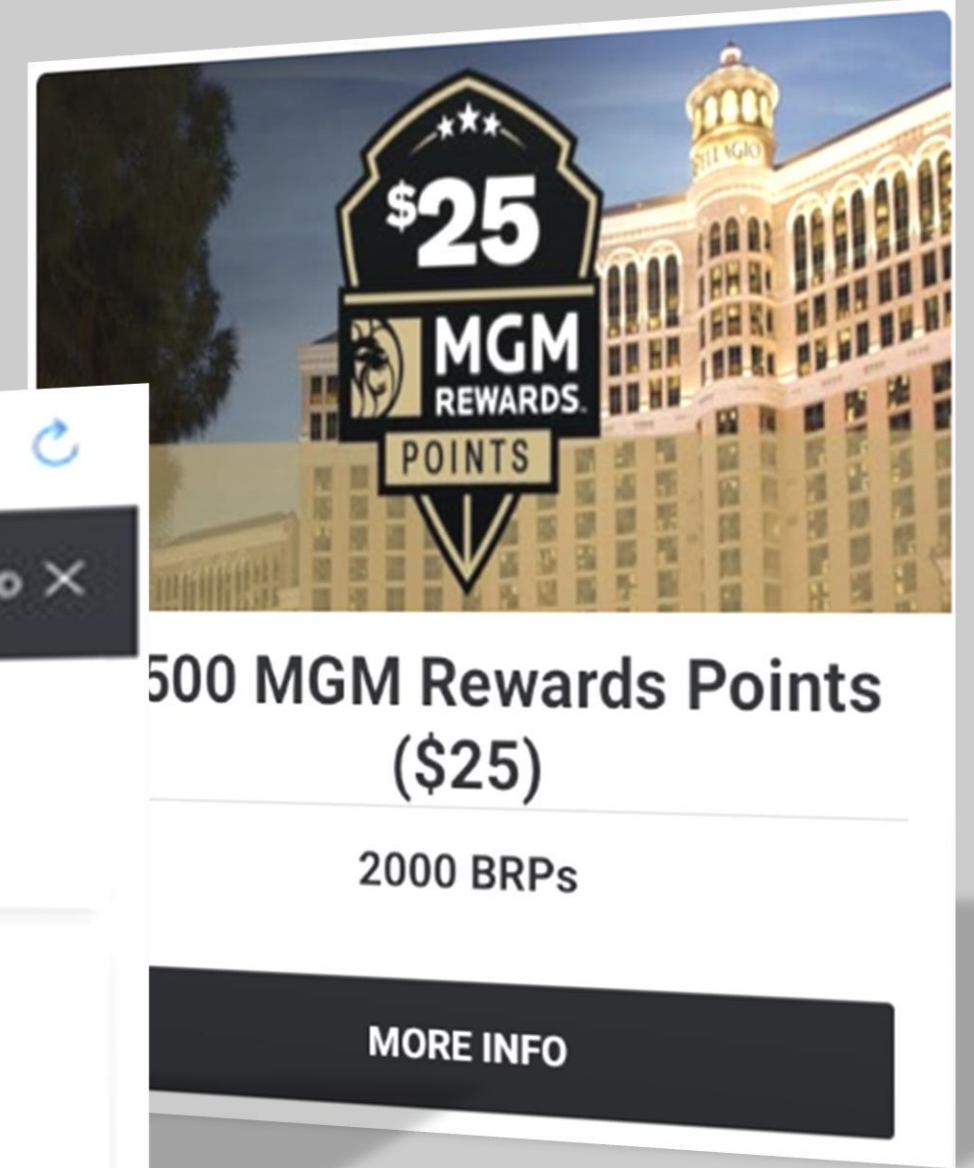 $25
MGM
REWARDS
POINTS
500 MGM Rewards Points
($25)
2000 BRPs
MORE INFO